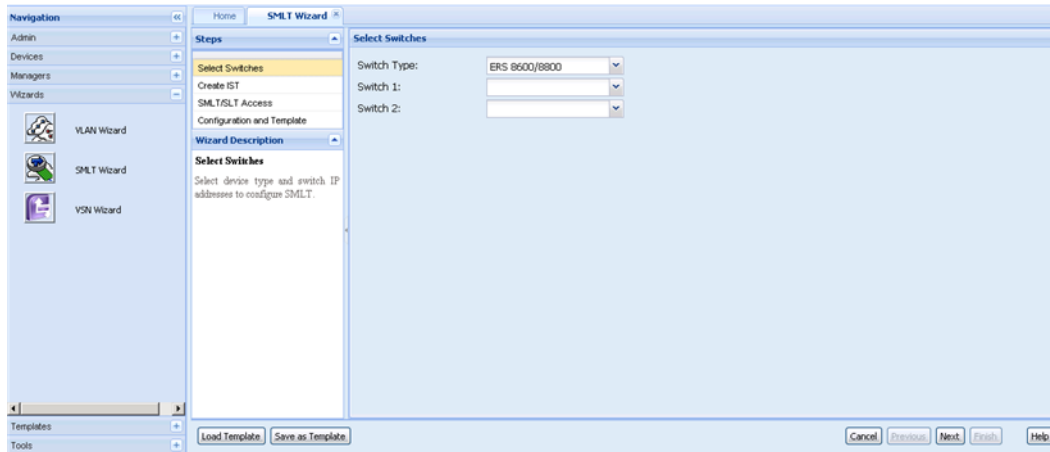 Navigation
Admin
Devices
Managers
Wizards
VLAN Wizard
SMLT Wizard
VSN Wizard
Templates
Tools
Home
SMLT Wizard
Steps
Select Switches
Create IST
SMLT/SLT Access
Configuration and Template
Wizard Description
Select Switches
Select device type and switch IP
addresses to configure SMLT.
Select Switches
Switch Type: ERS 8600/8800
Switch 1:
Switch 2:
Load Template Save as Template
Cancel Previous Next Finish Help